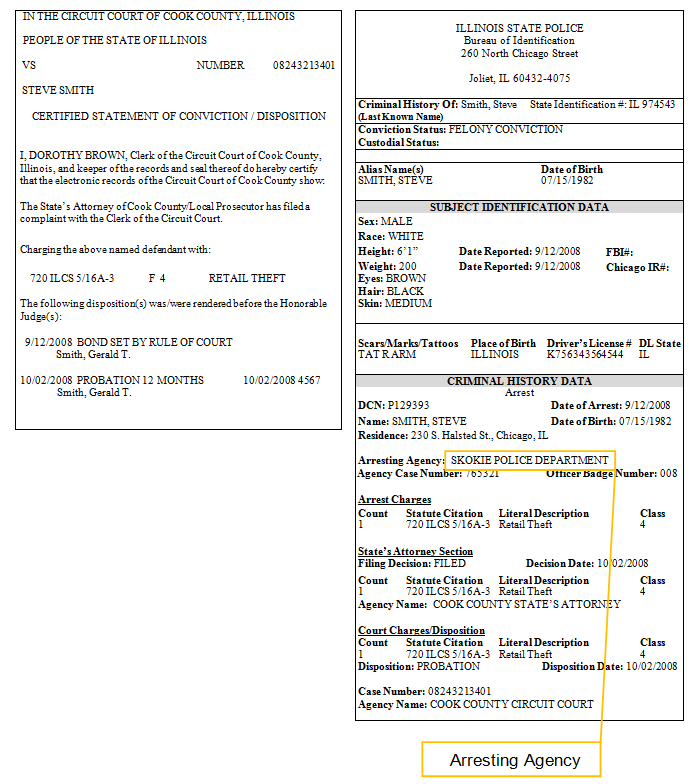 IN THE CIRCUIT COURT OF COOK COUNTY, ILLINOIS
PEOPLE OF THE STATE OF ILLINOIS
VS NUMBER 08243213401
STEVE SMITH
CERTIFIED STATEMENT OF CONVICTION / DISPOSITION
I, DOROTHY BROWN, Clerk of the Circuit Court of Cook County,
Illinois, and keeper of the records and seal thereof do hereby certify
that the electronic records of the Circuit Court of Cook County show:
The State's Attorney of Cook County/Local Prosecutor has filed a
complaint with the Clerk of the Circuit Court.
Charging the above named defendant with:
720 ILCS 5/16A-3 F 4 RETAIL THEFT
The following disposition(s) was/were rendered before the Honorable
Judge(s):
9/12/2008 BOND SET BY RULE OF COURT
Smith, Gerald T.
10/02/2008 PROBATION 12 MONTHS 10/02/2008 4567
Smith, Gerald T.
ILLINOIS STATE POLICE
Bureau of Identification
260 North Chicago Street
Joliet, IL 60432-4075
Criminal History Of: Smith, Steve State Identification #: IL 974543
(Last Known Name)
Conviction Status: FELONY CONVICTION
Custodial Status:
Alias Name(s) Date of Birth
SMITH, STEVE 07/15/1982
SUBJECT IDENTIFICATION DATA
Sex: MALE
Race: WHITE
Height: 6'1" Date Reported: 9/12/2008 FBI#:
Weight: 200 Date Reported: 9/12/2008 Chicago IR#:
Eyes: BROWN
Hair: BLACK
Skin: MEDIUM
Scars/Marks/Tattoos Place of Birth Driver's License # DL State
TAT R ARM ILLINOIS K756343564544 IL
CRIMINAL HISTORY DATA
Arrest
DCN: P129393 Date of Arrest: 9/12/2008
Name: SMITH, STEVE Date of Birth: 07/15/1982
Residence: 230 S. Halsted St., Chicago, IL
Arresting Agency: SKOKIE POLICE DEPARTMENT
Agency Case Number: 765321 Officer Badge Number: 008
Arrest Charges
Count Statute Citation Literal Description Class
1 720 ILCS 5/16A-3 Retail Theft 4
State's Attorney Section
Filing Decision: FILED Decision Date: 10/02/2008
Count Statute Citation Literal Description Class
1 720 ILCS 5/16A-3 Retail Theft 4
Agency Name: COOK COUNTY STATE'S ATTORNEY
Court Charges/Disposition
Count Statute Citation Literal Description Class
1 720 ILCS 5/16A-3 Retail Theft 4
Disposition: PROBATION Disposition Date: 10/02/2008
Case Number: 08243213401
Agency Name: COOK COUNTY CIRCUIT COURT
Arresting Agency